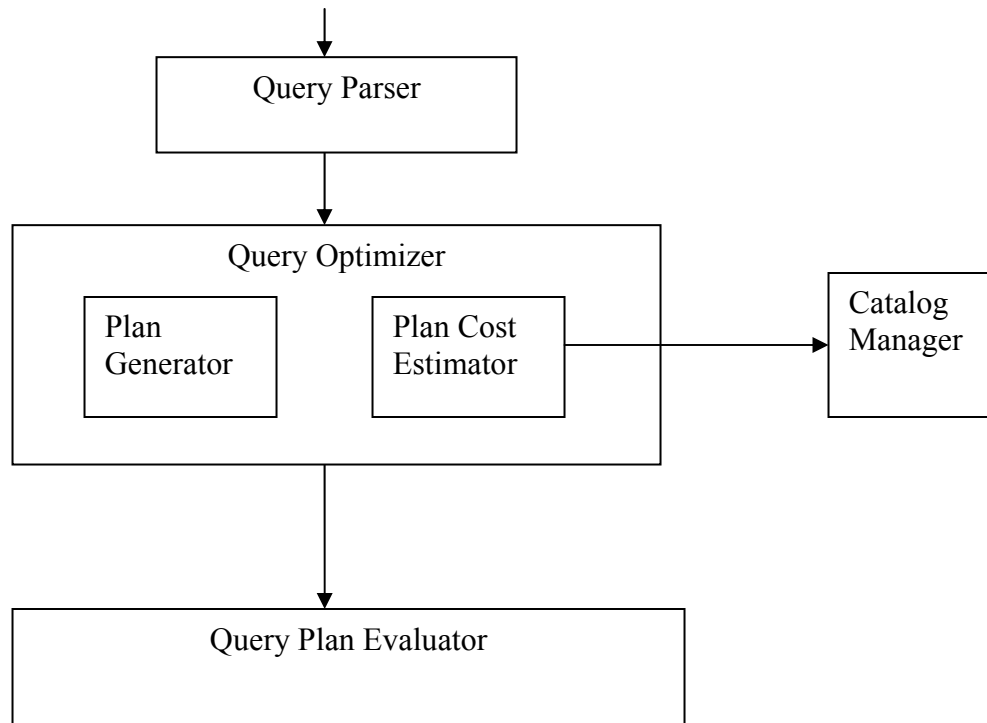 Query Parser
Query Optimizer
Plan
Generator
Plan Cost
Estimator
Catalog
Manager
Query Plan Evaluator